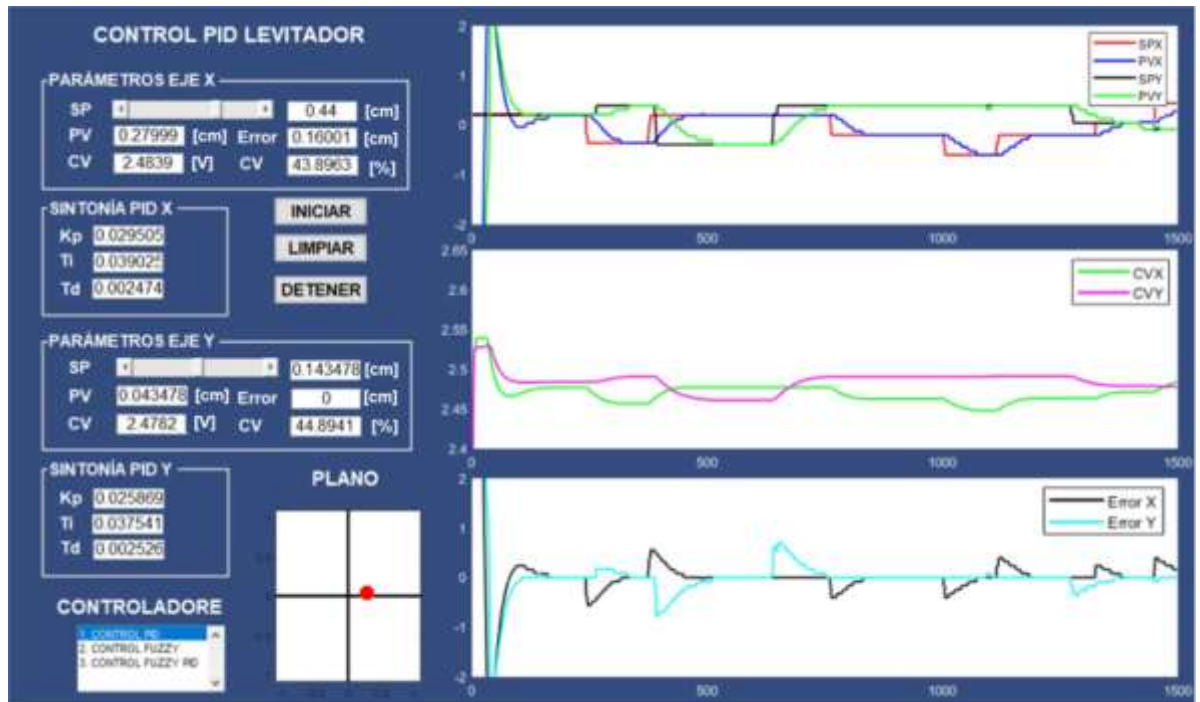 CONTROL PID LEVITADOR
PARÁMETROS EJE X
SP 0.44 [cm]
PV 0.27999 [cm] Error 0.16001 [cm]
CV 2.4839 [V] CV 43.8963 [%]
SINTONÍA PID X
Kp 0.029505
Ti 0.039025
Td 0.002474
INICIAR
LIMPIAR
DETENER
PARÁMETROS EJE Y
SP 0.143478 [cm]
PV 0.043478 [cm] Error 0 [cm]
CV 2.4782 [V] CV 44.8941 [%]
SINTONÍA PID Y
Kp 0.025869
Ti 0.037541
Td 0.002526
PLANO
CONTROLADORE
1. CONTROL PID
2. CONTROL FUZZY
3. CONTROL FUZZY PID
2
1
0
-1
-2
0 500 1000 1500
SPX
PVX
SPY
PVY
2.65
2.6
2.55
2.5
2.45
2.4
0 500 1000 1500
CVX
CVY
2
1
0
-1
-2
0 500 1000 1500
Error X
Error Y